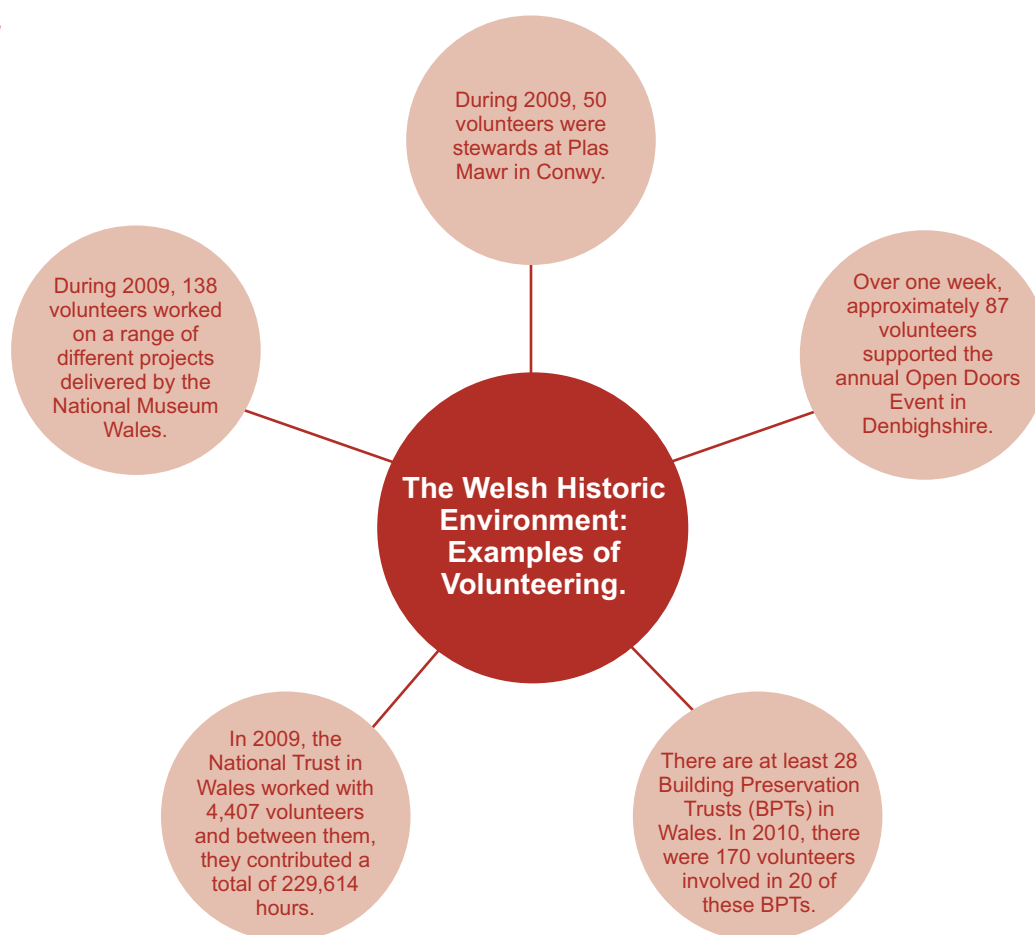 During 2009, 50
volunteers were
stewards at Plas
Mawr in Conwy.
During 2009, 138
volunteers worked
on a range of
different projects
delivered by the
National Museum
Wales.
Over one week,
approximately 87
volunteers
supported the
annual Open Doors
Event in
Denbighshire.
The Welsh Historic
Environment:
Examples of
Volunteering.
In 2009, the
National Trust in
Wales worked with
4,407 volunteers
and between them,
they contributed a
total of 229,614
hours.
There are at least 28
Building Preservation
Trusts (BPTs) in
Wales. In 2010, there
were 170 volunteers
involved in 20 of
these BPTs.